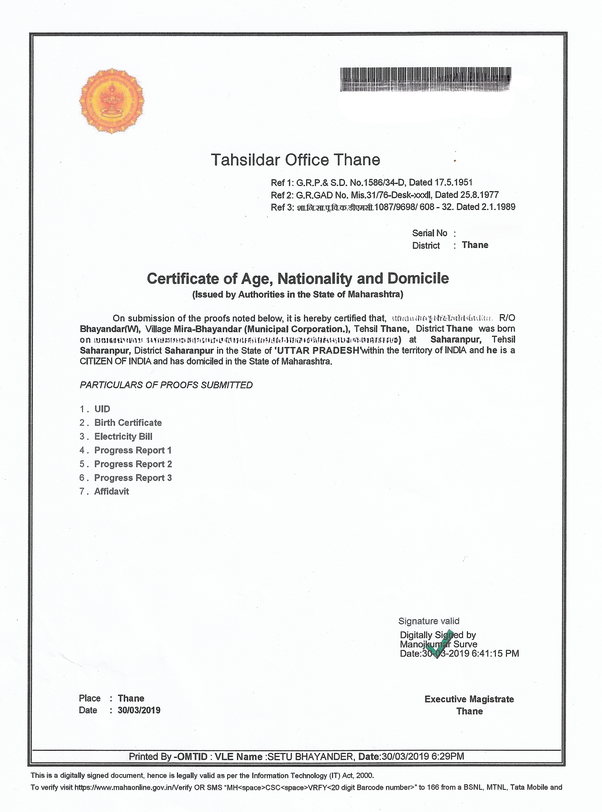 Tahsildar Office Thane
Ref 1: G.R.P.& S.D. No.1586/34-D, Dated 17.5.1951
Ref 2: G.R,GAD No. Mis.31/76-Desk-xxxII, Dated 25.8.1977
Ref 3: 1087/9698/ 608 - 32. Dated 2.1.1989
Serial No :
District : Thane
Certificate of Age, Nationality and Domicile
(Issued by Authorities in the State of Maharashtra)
On submission of the proofs noted below, it is hereby certified that, R/O
Bhayandar(W), Village Mira-Bhayandar (Municipal Corporation.), Tehsil Thane, District Thane was born
on ) at Saharanpur, Tehsil
Saharanpur, District Saharanpur in the State of 'UTTAR PRADESH'within the territory of INDIA and he is a
CITIZEN OF INDIA and has domiciled in the State of Maharashtra.
PARTICULARS OF PROOFS SUBMITTED
1 . UID
2 . Birth Certificate
3 . Electricity Bill
4 . Progress Report 1
5 . Progress Report 2
6 . Progress Report 3
7 . Affidavit
Signature valid
Digitally Signed by
Manojkumar Surve
Date:30-03-2019 6:41:15 PM
Place : Thane
Date : 30/03/2019
Executive Magistrate
Thane
Printed By -OMTID : VLE Name :SETU BHAYANDER, Date:30/03/2019 6:29PM
This is a digitally signed document, hence is legally valid as per the Information Technology (IT) Act, 2000.
To verify visit https://www.mahaonline.gov.in/Verify OR SMS "MH<space>CSC<space>VRFY<20 digit Barcode number>" to 166 from a BSNL, MTNL, Tata Mobile and